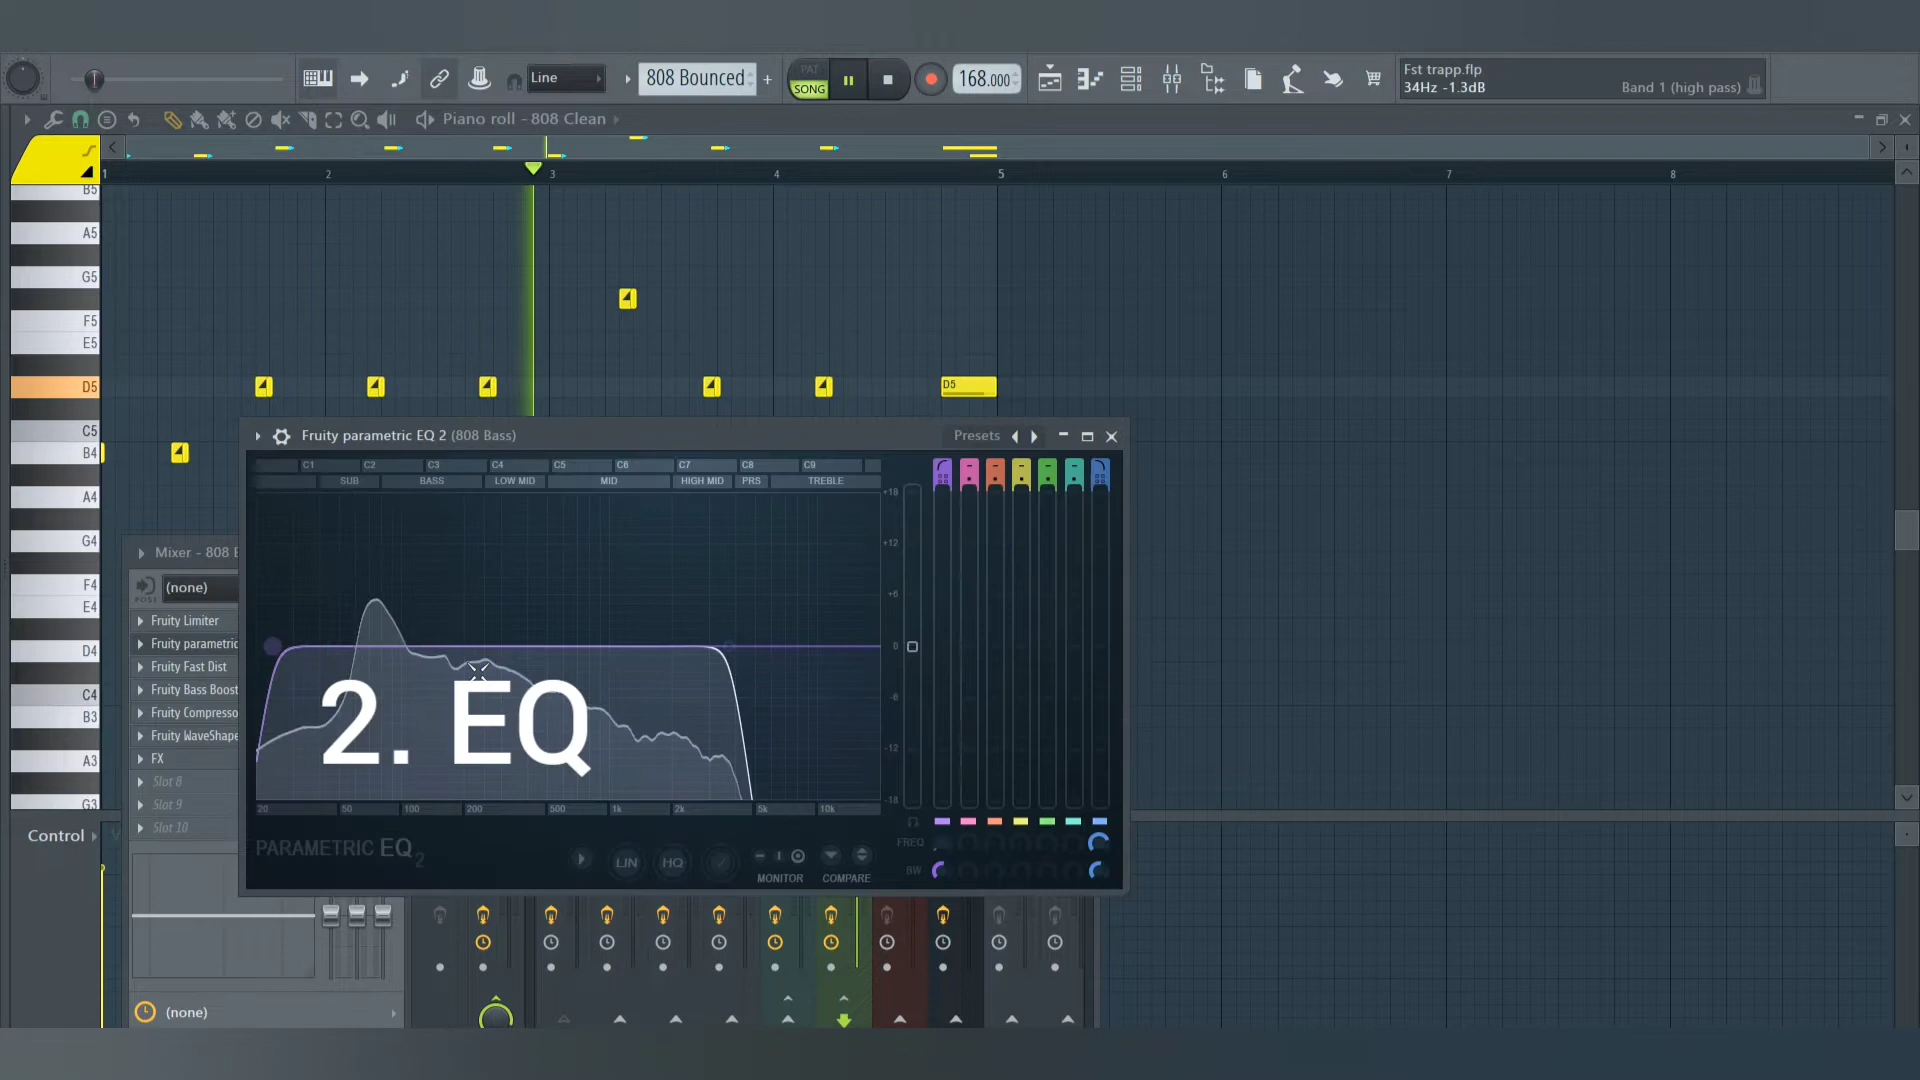 Line
808 Bounced
+
PAT
SONG
168.000
Fst trapp.flp
34Hz -1.3dB
Band 1 (high pass)
Piano roll - 808 Clean
1 2 3 4 5 6 7 8
B5
A5
G5
F5
E5
D5
D5
C5
B4
A4
G4
F4
E4
D4
C4
B3
A3
G3
Control
Fruity parametric EQ 2 (808 Bass)
Presets
C1 C2 C3 C4 C5 C6 C7 C8 C9
SUB BASS LOW MID MID HIGH MID PRS TREBLE
+18
+12
+6
0
-6
-12
-18
20 50 100 200 500 1k 2k 5k 10k
2. EQ
PARAMETRIC EQ2
LIN
HQ
MONITOR
COMPARE
FREQ
BW
Mixer - 808 B
(none)
POST
Fruity Limiter
Fruity parametric
Fruity Fast Dist
Fruity Bass Boost
Fruity Compresso
Fruity WaveShape
FX
Slot 8
Slot 9
Slot 10
(none)